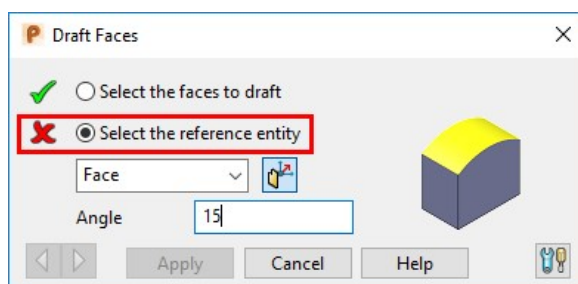 Draft Faces
Select the faces to draft
Select the reference entity
Face
Angle 15
Apply Cancel Help